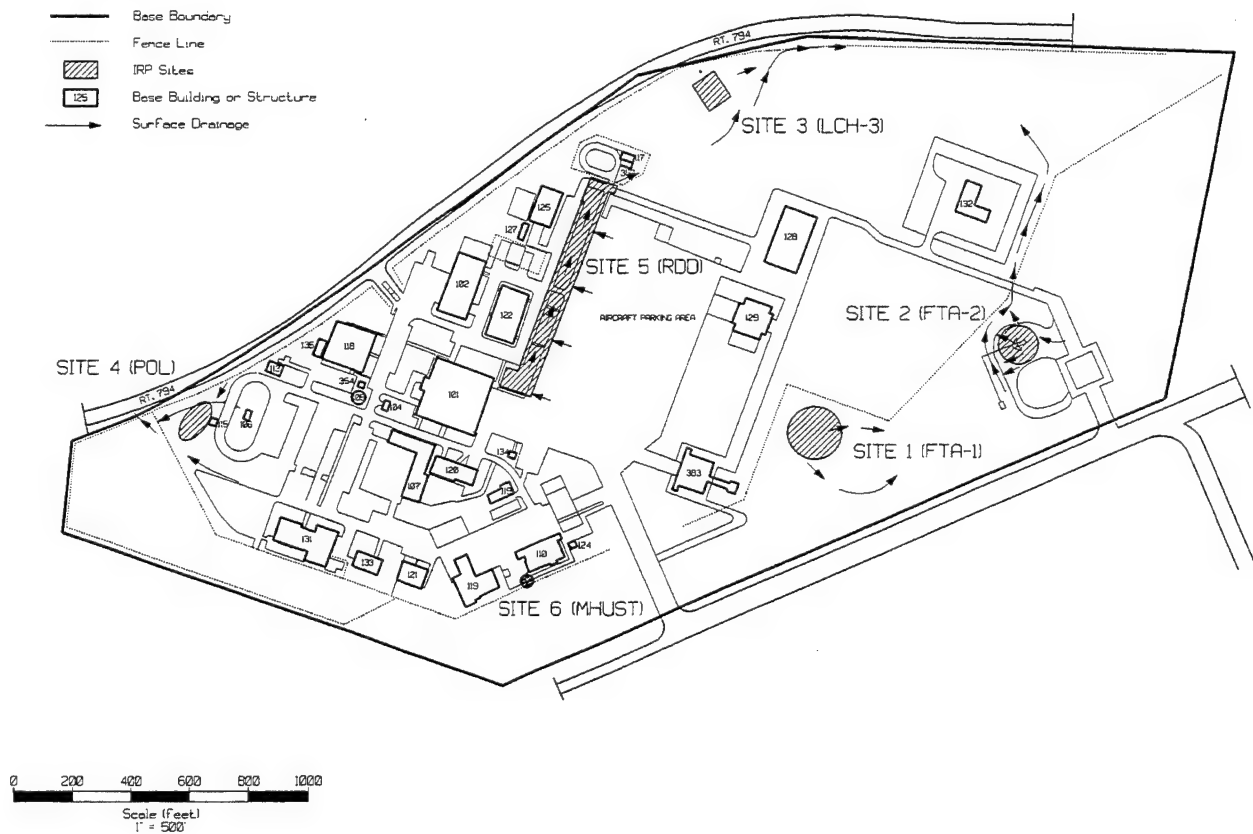 Base Boundary
Fence Line
IRP Sites
125 Base Building or Structure
Surface Drainage
RT. 794
SITE 3 (LCH-3)
117
125
127
132
128
SITE 5 (RDD)
102
122
AIRCRAFT PARKING AREA
129
SITE 2 (FTA-2)
118
SITE 4 (POL)
354
101
104
RT. 794
115
106
SITE 1 (FTA-1)
134
120
107
383
131
133
121
119
110
124
SITE 6 (MHUST)
0 200 400 600 800 1000
Scale (Feet)
1" = 500'